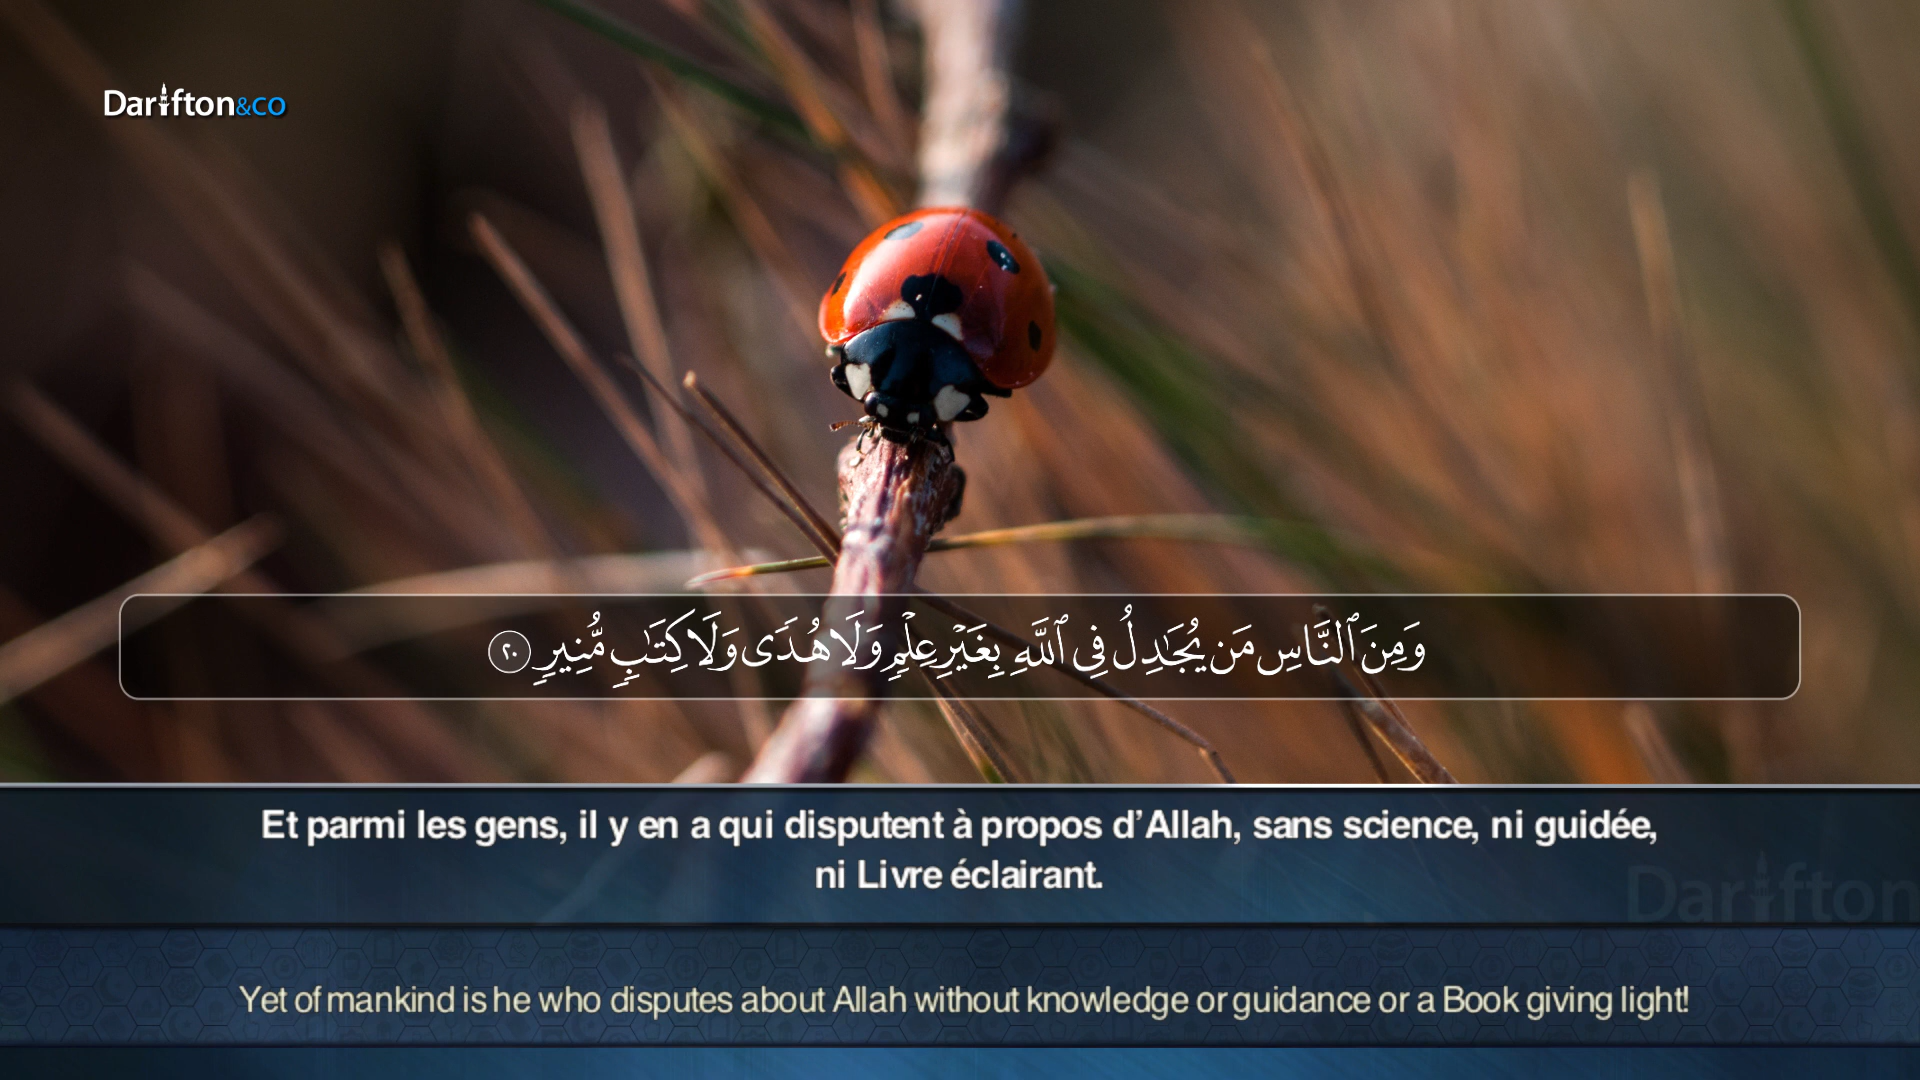 Darifton&co
وَمِنَ ٱلنَّاسِ مَن يُجَٰدِلُ فِى ٱللَّهِ بِغَيْرِ عِلْمٍ وَلَا هُدًى وَلَا كِتَٰبٍ مُّنِيرٍ ٢٠
Et parmi les gens, il y en a qui disputent à propos d’Allah, sans science, ni guidée,
ni Livre éclairant.
Darifton
Yet of mankind is he who disputes about Allah without knowledge or guidance or a Book giving light!